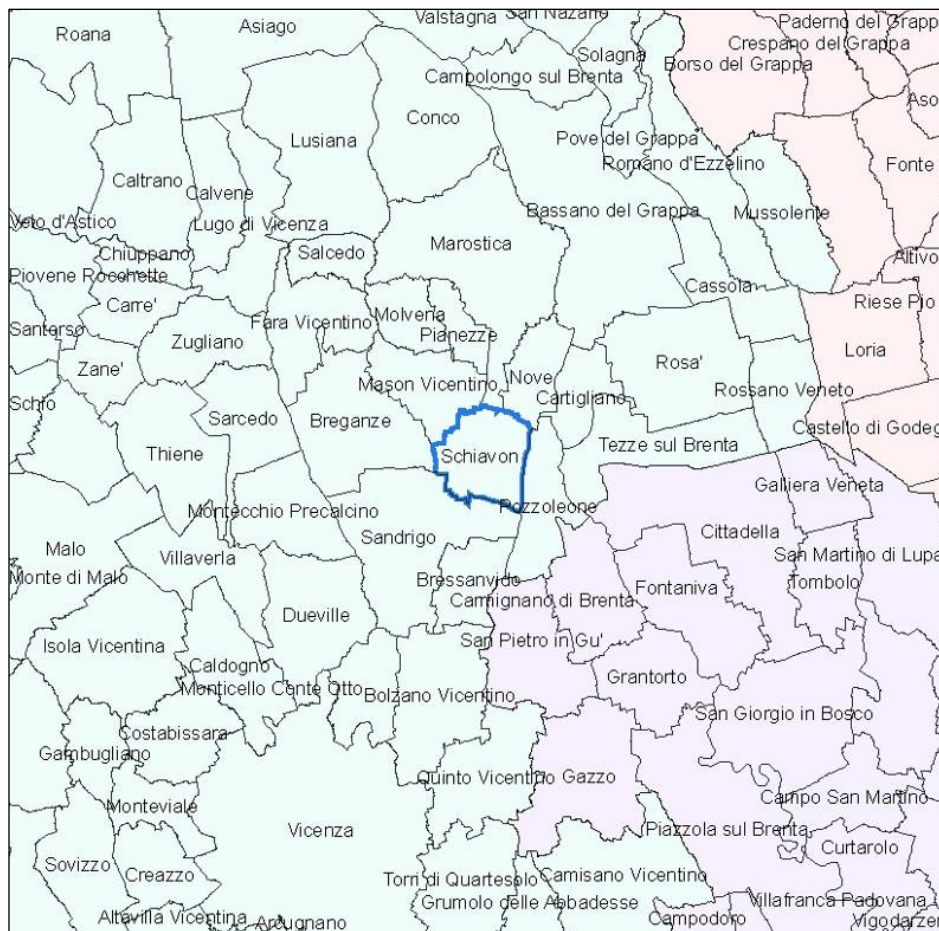 Roana
Asiago
Valstagna
San Nazario
Paderno del Grapp
Solagna
Crespano del Grappa
Borso del Grappa
Campolongo sul Brenta
Aso
Lusiana
Conco
Pove del Grappa
Romano d'Ezzelino
Fonte
Caltrano
Calvene
Bassano del Grappa
Mussolente
Velo d'Astico
Lugo di Vicenza
Marostica
Chiuppano
Salcedo
Altivo
Piovene Rocchette
Cassola
Carre'
Molvena
Riese Pio
Santorso
Fara Vicentino
Pianezze
Zugliano
Loria
Zane'
Rosa'
Nove
Mason Vicentino
Rossano Veneto
Schio
Cartigliano
Sarcedo
Breganze
Castello di Godeg
Thiene
Schiavon
Tezze sul Brenta
Galliera Veneta
Montecchio Precalcino
Pozzoleone
Sandrigo
Cittadella
Malo
Villaverla
San Martino di Lupa
Monte di Malo
Bressanvido
Tombolo
Carmignano di Brenta
Fontaniva
Dueville
Isola Vicentina
San Pietro in Gu'
Caldogno
Grantorto
Monticello Conte Otto
Bolzano Vicentino
San Giorgio in Bosco
Costabissara
Gambugliano
Quinto Vicentino
Gazzo
Monteviale
Campo San Martino
Vicenza
Piazzola sul Brenta
Curtarolo
Sovizzo
Creazzo
Torri di Quartesolo
Camisano Vicentino
Grumolo delle Abbadesse
Villafranca Padovana
Altavilla Vicentina
Arcugnano
Campodoro
Vigodarzer